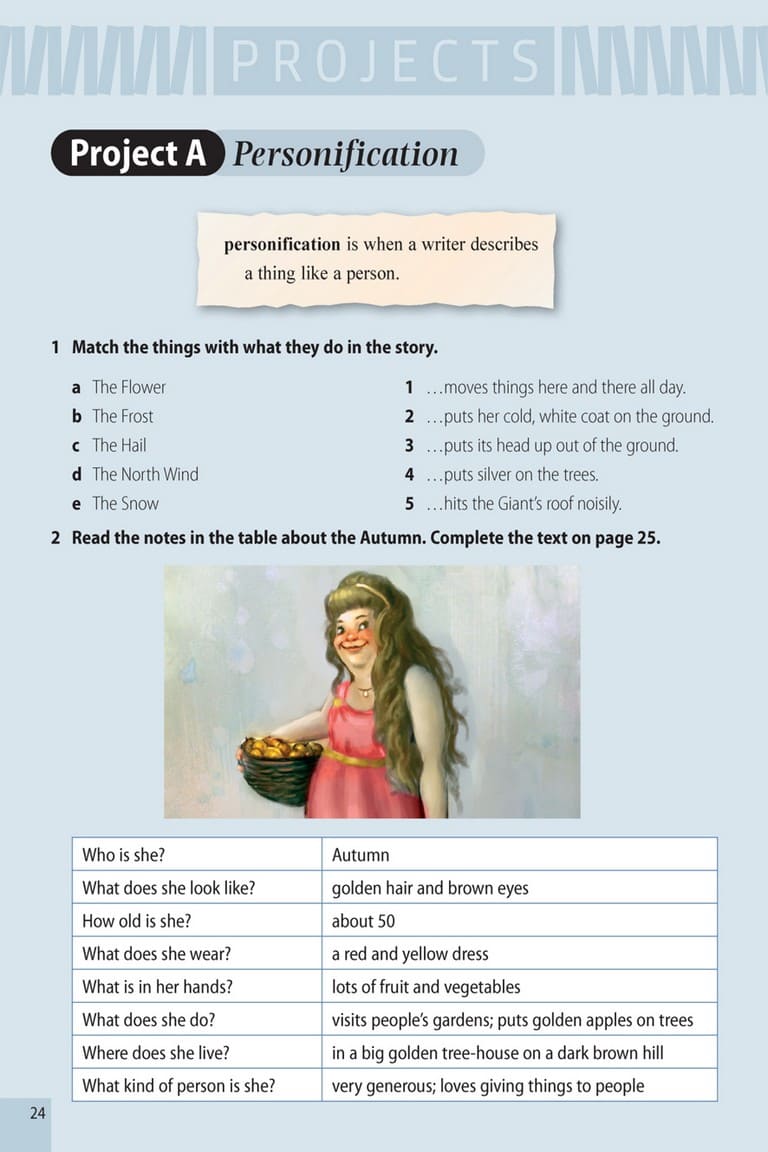 PROJECTS
Project A Personification
personification is when a writer describes
a thing like a person.
1 Match the things with what they do in the story.
a The Flower
b The Frost
c The Hail
d The North Wind
e The Snow
1 …moves things here and there all day.
2 …puts her cold, white coat on the ground.
3 …puts its head up out of the ground.
4 …puts silver on the trees.
5 …hits the Giant's roof noisily.
2 Read the notes in the table about the Autumn. Complete the text on page 25.
Who is she? Autumn
What does she look like? golden hair and brown eyes
How old is she? about 50
What does she wear? a red and yellow dress
What is in her hands? lots of fruit and vegetables
What does she do? visits people's gardens; puts golden apples on trees
Where does she live? in a big golden tree-house on a dark brown hill
What kind of person is she? very generous; loves giving things to people
24